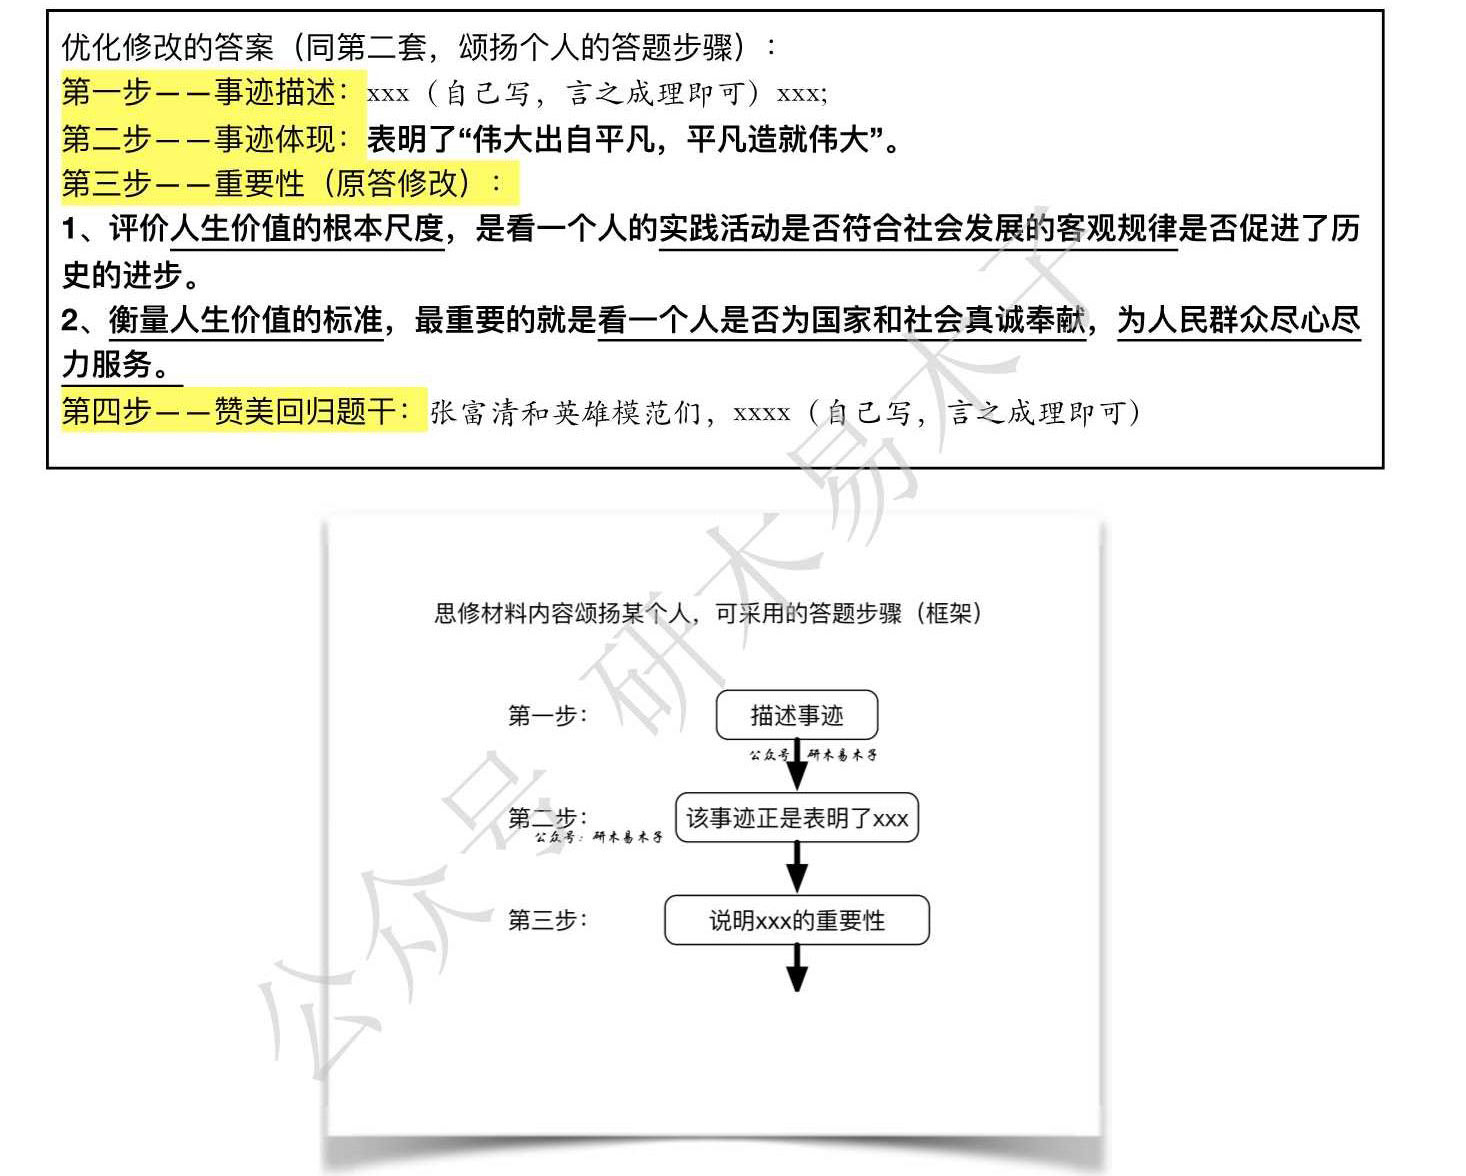 优化修改的答案（同第二套，颂扬个人的答题步骤）：
第一步——事迹描述：xxx（自己写，言之成理即可）xxx;
第二步——事迹体现：表明了“伟大出自平凡，平凡造就伟大”。
第三步——重要性（原答修改）：
1、评价人生价值的根本尺度，是看一个人的实践活动是否符合社会发展的客观规律是否促进了历
史的进步。
2、衡量人生价值的标准，最重要的就是看一个人是否为国家和社会真诚奉献，为人民群众尽心尽
力服务。
第四步——赞美回归题干：张富清和英雄模范们，xxxx（自己写，言之成理即可）
思修材料内容颂扬某个人，可采用的答题步骤（框架）
第一步：
描述事迹
公众号 研木易木子
第二步：
该事迹正是表明了xxx
公众号：研木易木子
第三步：
说明xxx的重要性
公众号 研木易木子